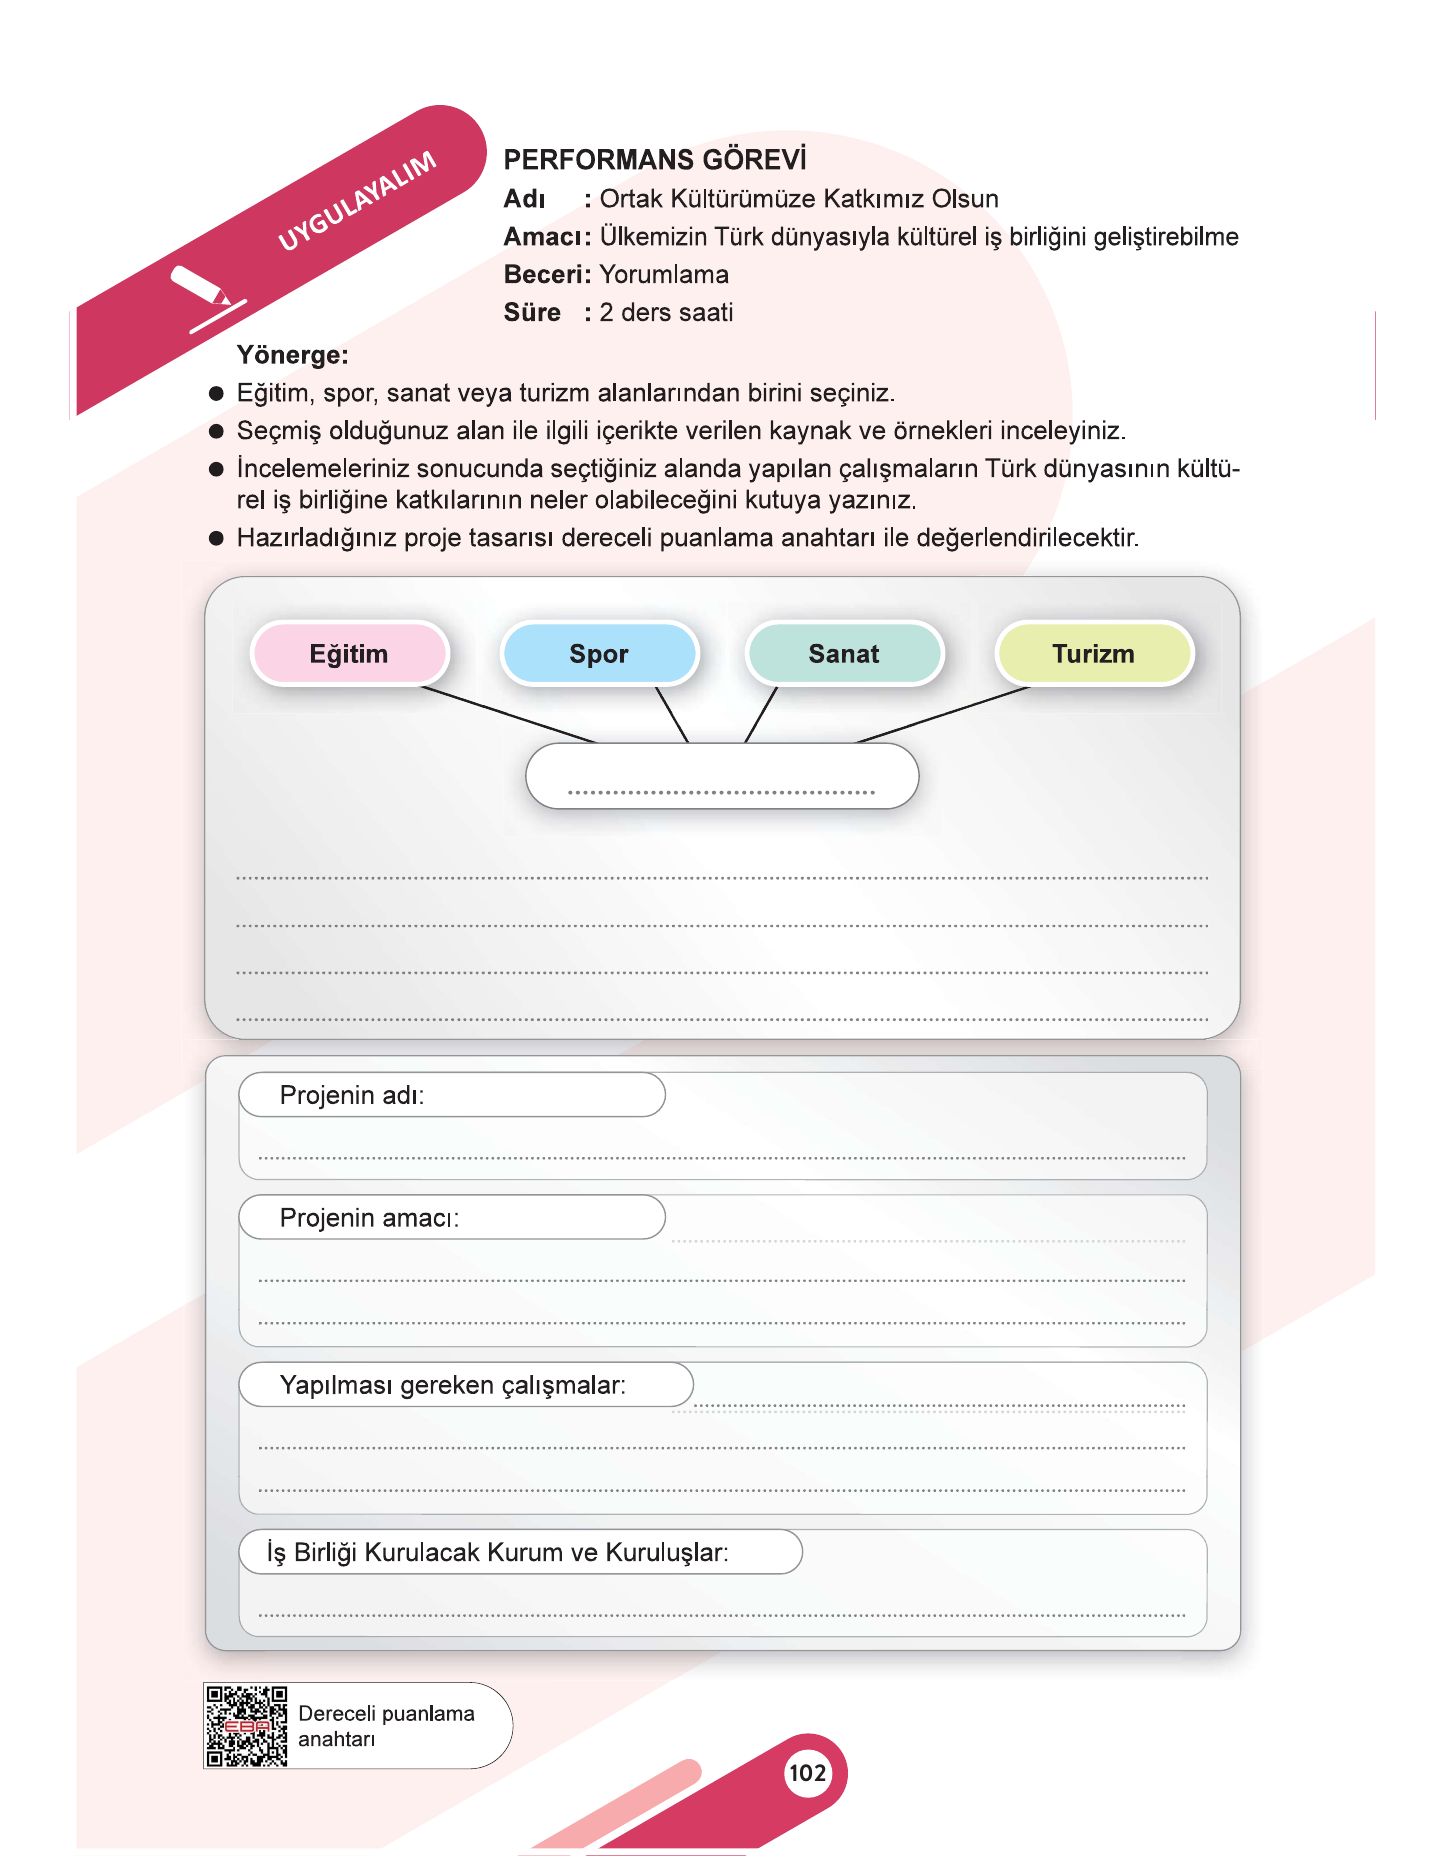 UYGULAYALIM
PERFORMANS GÖREVİ
Adı : Ortak Kültürümüze Katkımız Olsun
Amacı: Ülkemizin Türk dünyasıyla kültürel iş birliğini geliştirebilme
Beceri: Yorumlama
Süre : 2 ders saati
Yönerge:
● Eğitim, spor, sanat veya turizm alanlarından birini seçiniz.
● Seçmiş olduğunuz alan ile ilgili içerikte verilen kaynak ve örnekleri inceleyiniz.
● İncelemeleriniz sonucunda seçtiğiniz alanda yapılan çalışmaların Türk dünyasının kültü-
rel iş birliğine katkılarının neler olabileceğini kutuya yazınız.
● Hazırladığınız proje tasarısı dereceli puanlama anahtarı ile değerlendirilecektir.
Eğitim Spor Sanat Turizm
Projenin adı:
Projenin amacı:
Yapılması gereken çalışmalar:
İş Birliği Kurulacak Kurum ve Kuruluşlar:
EBA
Dereceli puanlama
anahtarı
102